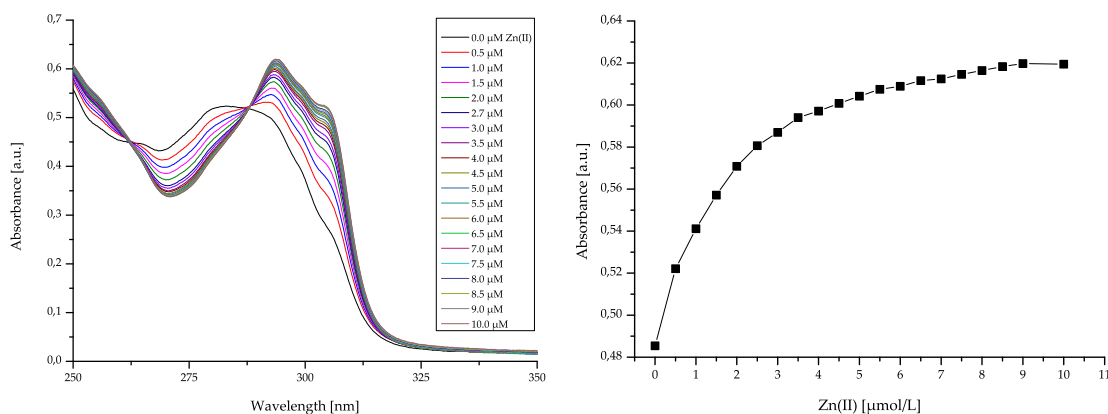 0,7
0,6
0,5
0,4
0,3
0,2
0,1
0,0
Absorbance [a.u.]
250 275 300 325 350
Wavelength [nm]
0.0 µM Zn(II)
0.5 µM
1.0 µM
1.5 µM
2.0 µM
2.7 µM
3.0 µM
3.5 µM
4.0 µM
4.5 µM
5.0 µM
5.5 µM
6.0 µM
6.5 µM
7.0 µM
7.5 µM
8.0 µM
8.5 µM
9.0 µM
10.0 µM
0,64
0,62
0,60
0,58
0,56
0,54
0,52
0,50
0,48
Absorbance [a.u.]
0 1 2 3 4 5 6 7 8 9 10 11
Zn(II) [µmol/L]